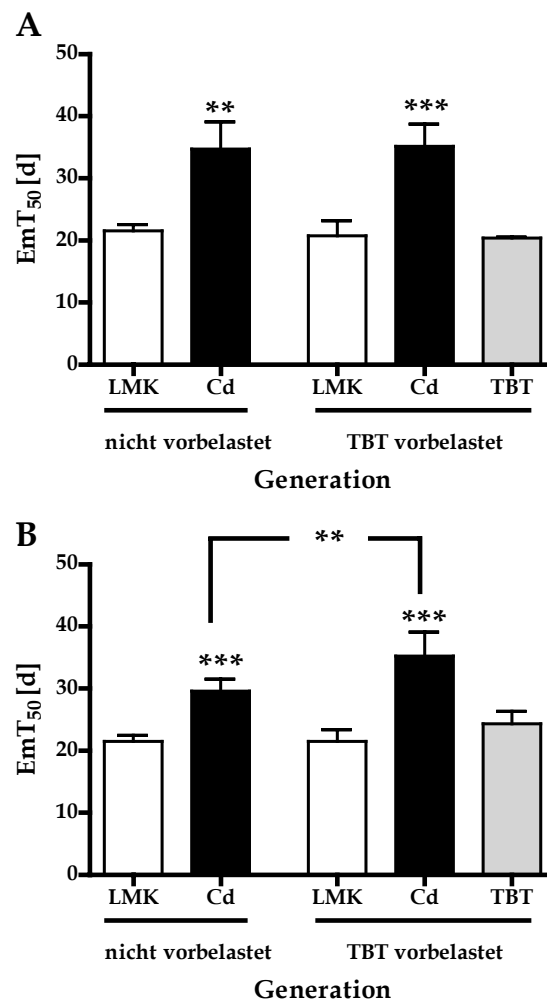 A
50
40
30
20
10
0
EmT₅₀ [d]
**
***
LMK Cd LMK Cd TBT
nicht vorbelastet TBT vorbelastet
Generation
B
**
50
40
30
20
10
0
EmT₅₀ [d]
***
***
LMK Cd LMK Cd TBT
nicht vorbelastet TBT vorbelastet
Generation